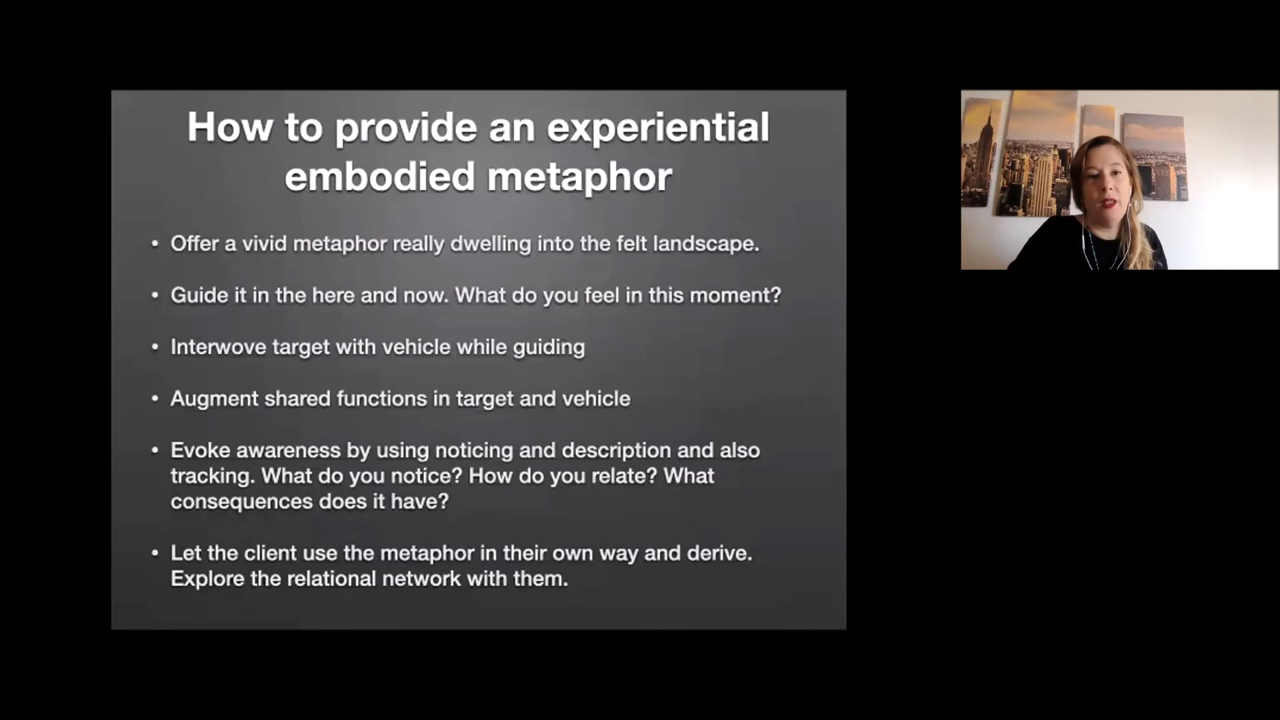 How to provide an experiential
embodied metaphor
• Offer a vivid metaphor really dwelling into the felt landscape.
• Guide it in the here and now. What do you feel in this moment?
• Interwove target with vehicle while guiding
• Augment shared functions in target and vehicle
• Evoke awareness by using noticing and description and also
tracking. What do you notice? How do you relate? What
consequences does it have?
• Let the client use the metaphor in their own way and derive.
Explore the relational network with them.